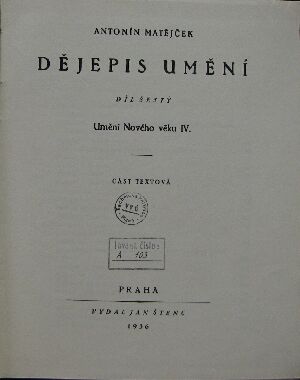 ANTONÍN MATĚJČEK
DĚJEPIS UMĚNÍ
DÍL ŠESTÝ
Umění Nového věku IV.
ČÁST TEXTOVÁ
A 103
PRAHA
VYDAL JAN ŠTENC
1936